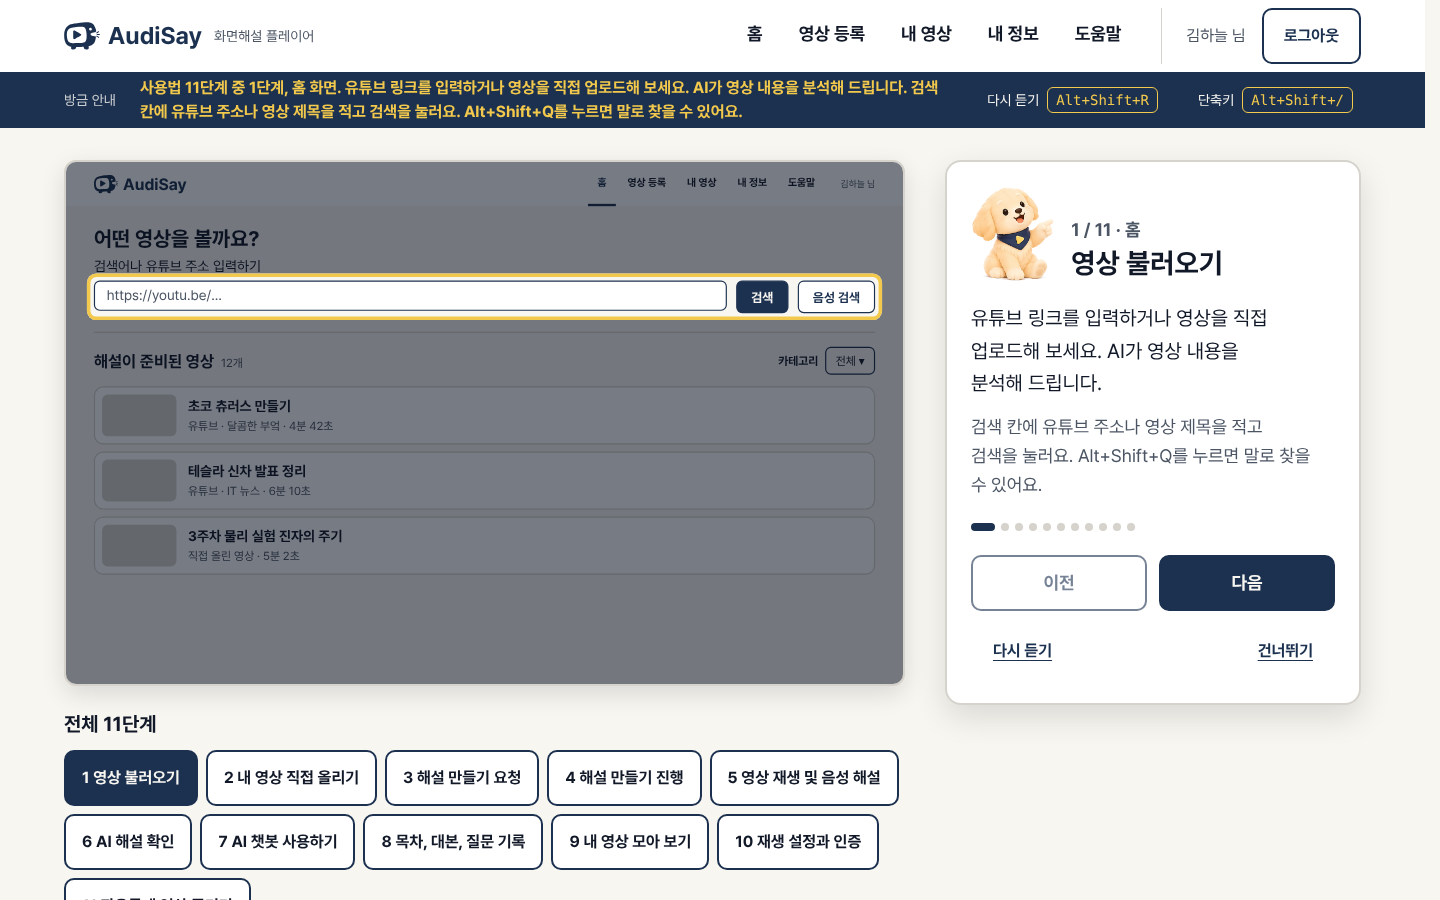 AudiSay 화면해설 플레이어
홈 영상 등록 내 영상 내 정보 도움말 김하늘 님 로그아웃
방금 안내
사용법 11단계 중 1단계, 홈 화면. 유튜브 링크를 입력하거나 영상을 직접 업로드해 보세요. AI가 영상 내용을 분석해 드립니다. 검색
칸에 유튜브 주소나 영상 제목을 적고 검색을 눌러요. Alt+Shift+Q를 누르면 말로 찾을 수 있어요.
다시 듣기 Alt+Shift+R 단축키 Alt+Shift+/
AudiSay 홈 영상 등록 내 영상 내 정보 도움말 김하늘 님
어떤 영상을 볼까요?
검색어나 유튜브 주소 입력하기
https://youtu.be/... 검색 음성 검색
해설이 준비된 영상 12개 카테고리 전체 ▾
초코 츄러스 만들기
유튜브 · 달콤한 부엌 · 4분 42초
테슬라 신차 발표 정리
유튜브 · IT 뉴스 · 6분 10초
3주차 물리 실험 진자의 주기
직접 올린 영상 · 5분 2초
1 / 11 · 홈
영상 불러오기
유튜브 링크를 입력하거나 영상을 직접
업로드해 보세요. AI가 영상 내용을
분석해 드립니다.
검색 칸에 유튜브 주소나 영상 제목을 적고
검색을 눌러요. Alt+Shift+Q를 누르면 말로 찾을
수 있어요.
이전 다음
다시 듣기 건너뛰기
전체 11단계
1 영상 불러오기 2 내 영상 직접 올리기 3 해설 만들기 요청 4 해설 만들기 진행 5 영상 재생 및 음성 해설
6 AI 해설 확인 7 AI 챗봇 사용하기 8 목차, 대본, 질문 기록 9 내 영상 모아 보기 10 재생 설정과 인증